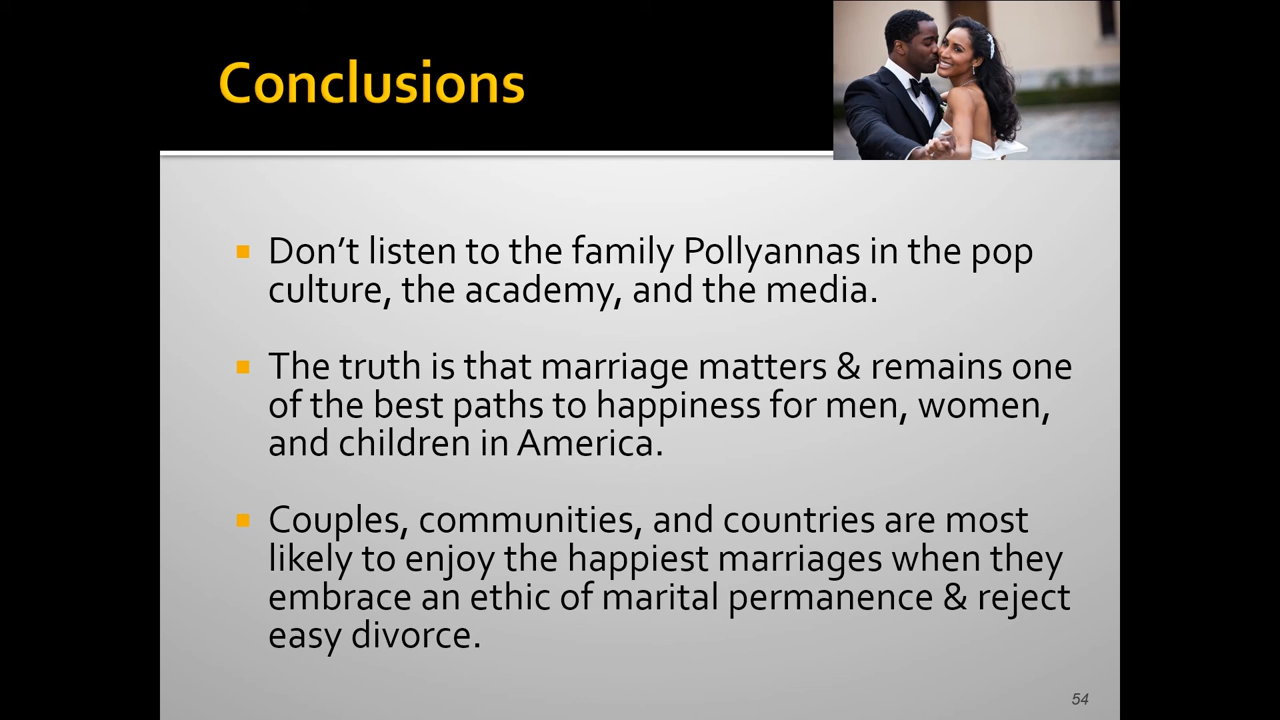 Conclusions
Don’t listen to the family Pollyannas in the pop
culture, the academy, and the media.
The truth is that marriage matters & remains one
of the best paths to happiness for men, women,
and children in America.
Couples, communities, and countries are most
likely to enjoy the happiest marriages when they
embrace an ethic of marital permanence & reject
easy divorce.
54